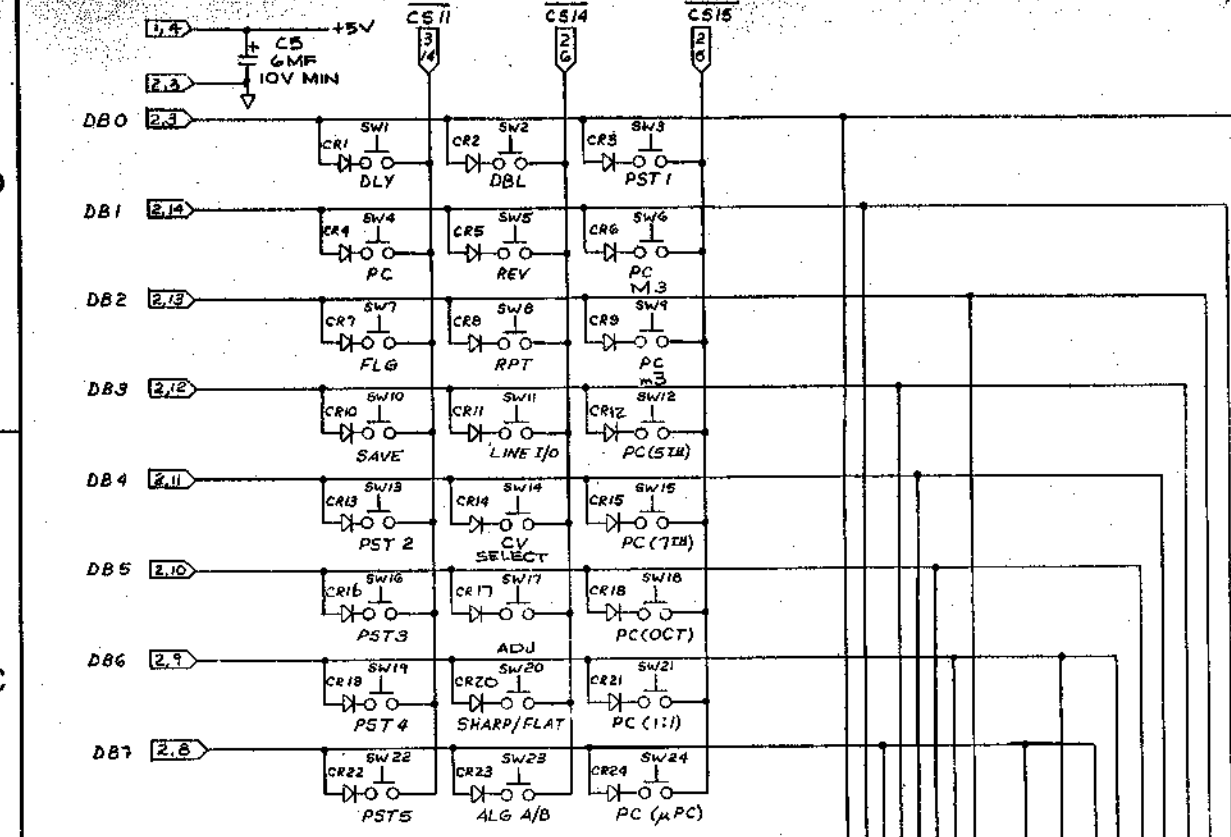 CS11 CS14 CS15
1,4 +5V 3 14 2 6 2 0
+ C5
6MF
10V MIN
2,3
DB0 2,3
CR1 SW1 CR2 SW2 CR3 SW3
DLY DBL PST 1
DB1 2,14
CR4 SW4 CR5 SW5 CR6 SW6
PC REV PC
M3
DB2 2,13
CR7 SW7 CR8 SW8 CR9 SW9
FLG RPT PC
m3
DB3 2,12
CR10 SW10 CR11 SW11 CR12 SW12
SAVE LINE I/O PC(5TH)
DB4 2,11
CR13 SW13 CR14 SW14 CR15 SW15
PST 2 CV PC(7TH)
SELECT
DB5 2,10
CR16 SW16 CR17 SW17 CR18 SW18
PST3 PC(OCT)
ADJ
DB6 2,9
CR19 SW19 CR20 SW20 CR21 SW21
PST4 SHARP/FLAT PC (1:1)
DB7 2,8
CR22 SW22 CR23 SW23 CR24 SW24
PST5 ALG A/B PC (µPC)
C